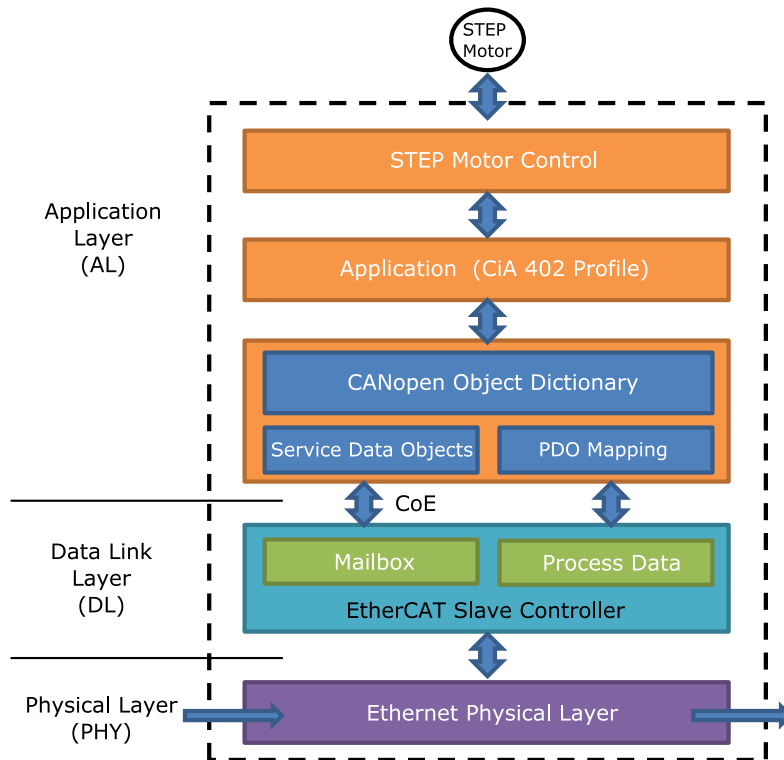 STEP
Motor
STEP Motor Control
Application
Layer
(AL)
Application (CiA 402 Profile)
CANopen Object Dictionary
Service Data Objects
PDO Mapping
CoE
Data Link
Layer
(DL)
Mailbox
Process Data
EtherCAT Slave Controller
Physical Layer
(PHY)
Ethernet Physical Layer